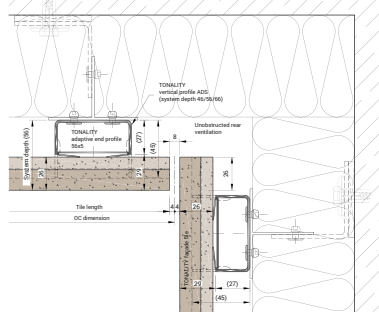 TONALITY
vertical profile ADS
(system depth 46/56/66)
Unobstructed rear
ventilation
TONALITY
adaptive end profile
56x5
System depth (56)
(27)
(45)
8
26
29
26
Tile length
4 4
26
OC dimension
TONALITY façade tile
29
(27)
(45)